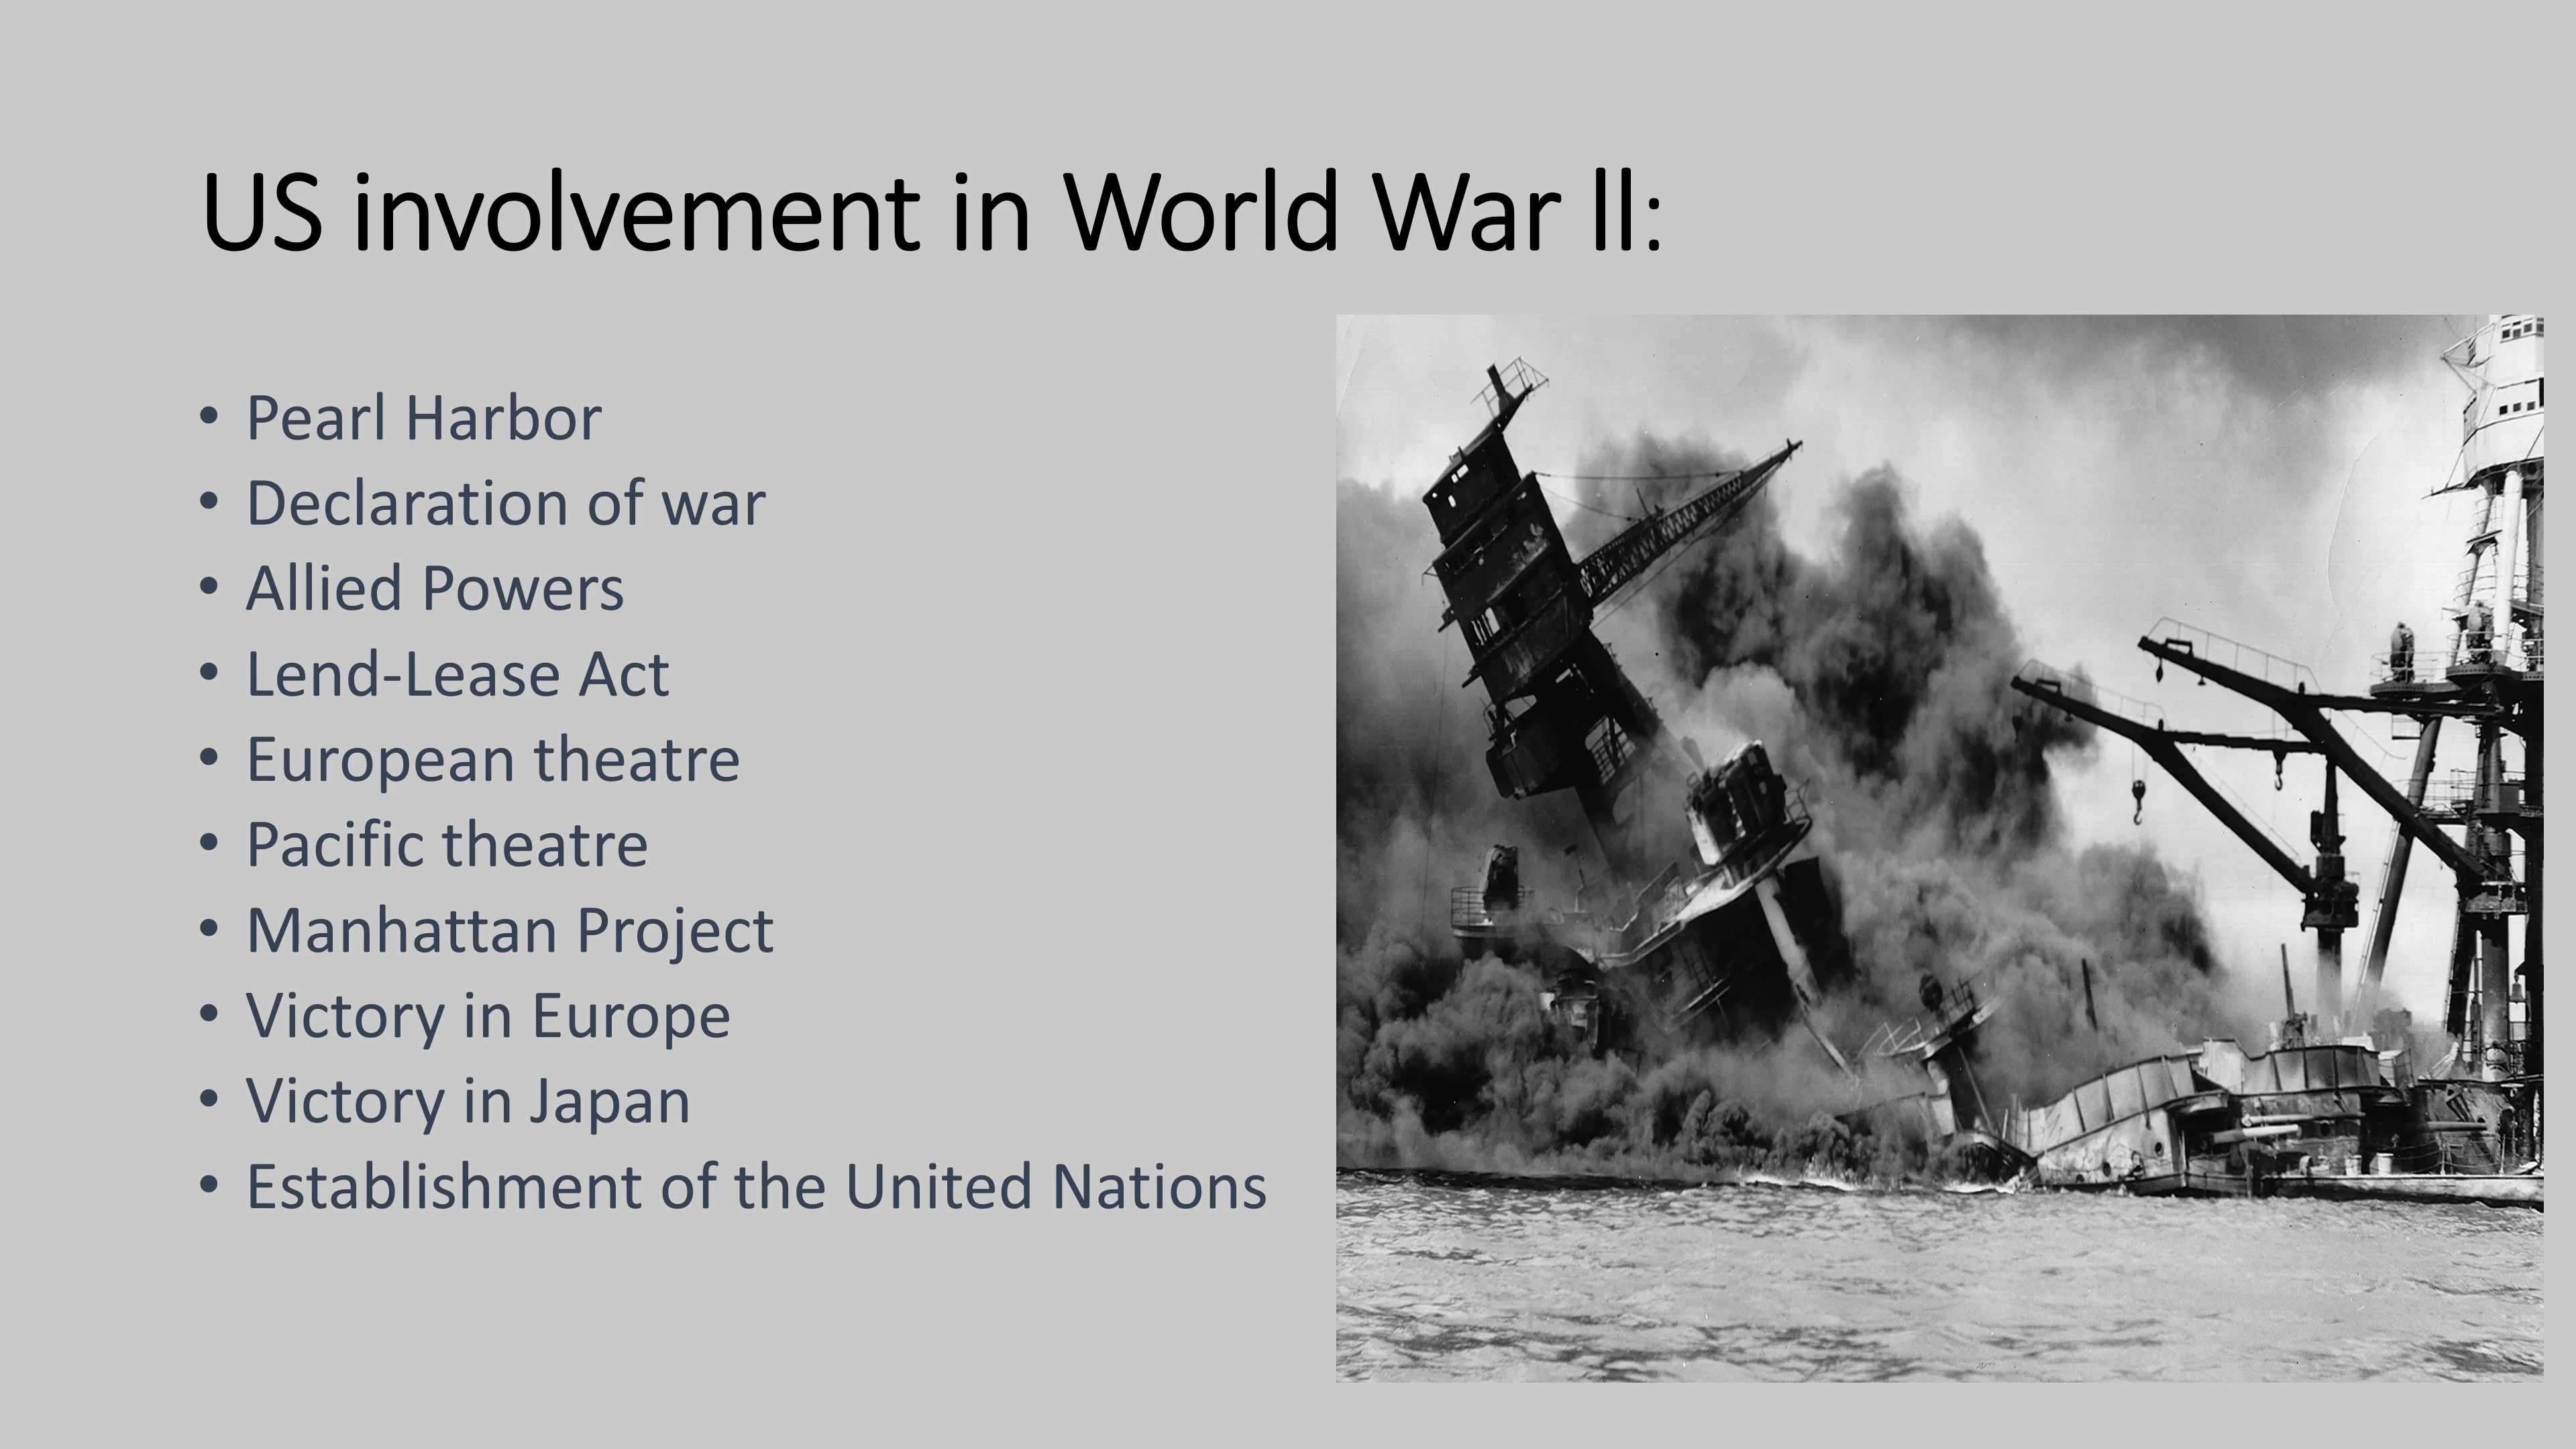 US involvement in World War ll:
• Pearl Harbor
• Declaration of war
• Allied Powers
• Lend-Lease Act
• European theatre
• Pacific theatre
• Manhattan Project
• Victory in Europe
• Victory in Japan
• Establishment of the United Nations